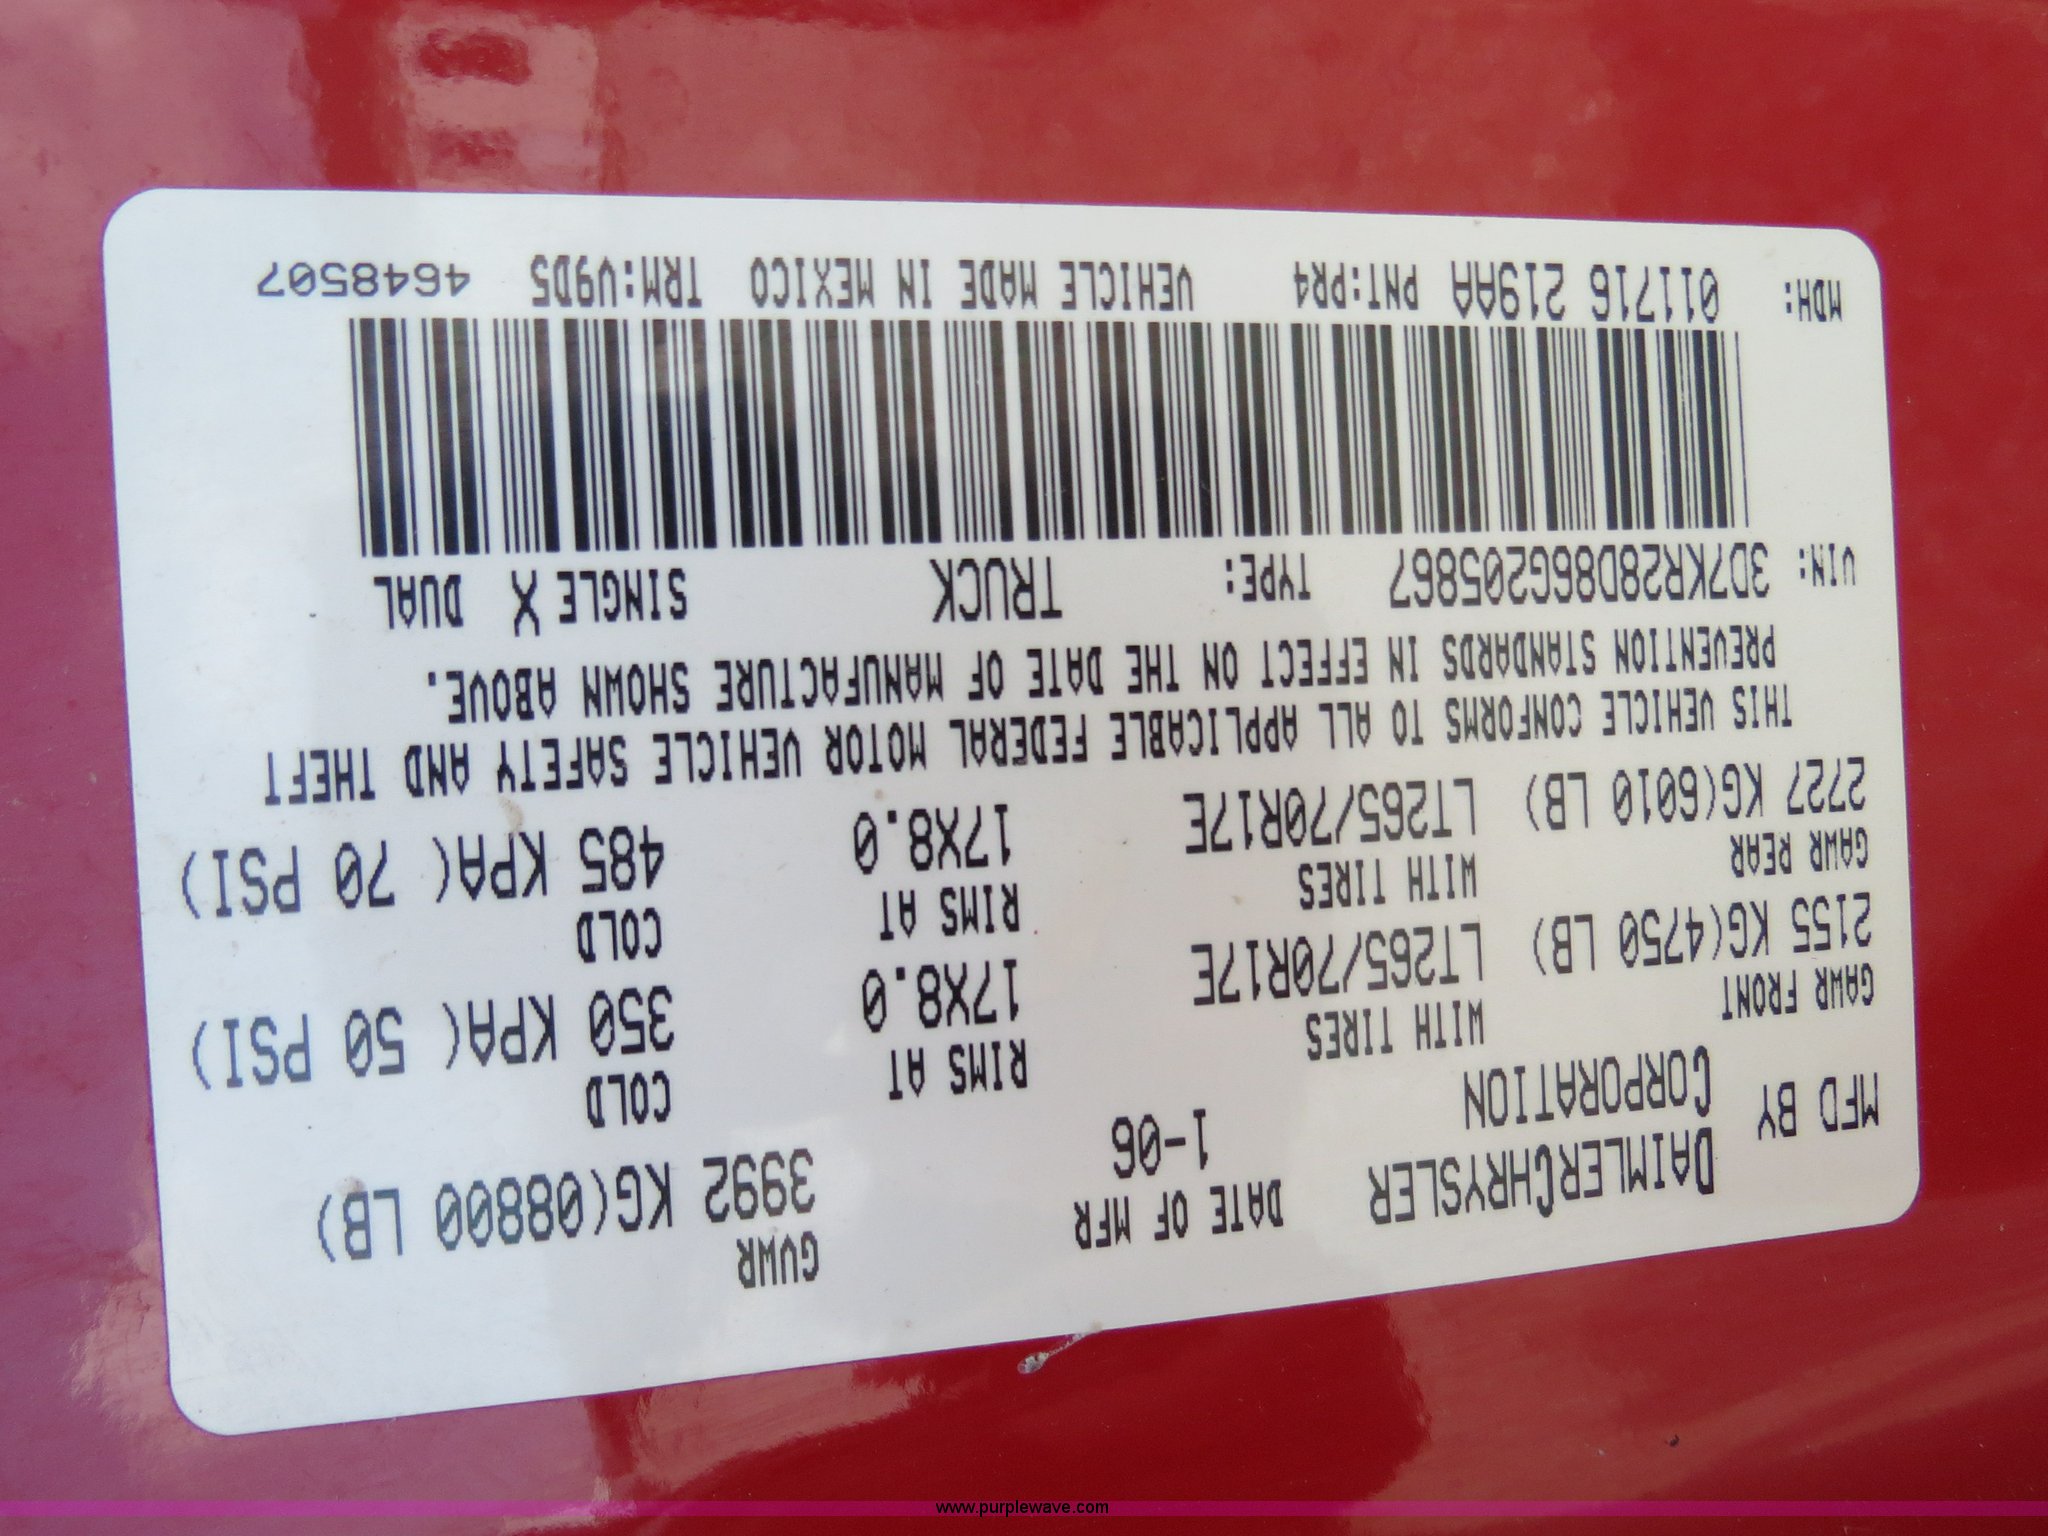 MFD BY DAIMLERCHRYSLER CORPORATION DATE OF MFR 1-06 GVWR 3992 KG(08800 LB)
GAWR FRONT WITH TIRES RIMS AT COLD
2155 KG(4750 LB) LT265/70R17E 17X8.0 350 KPA( 50 PSI)
GAWR REAR WITH TIRES RIMS AT COLD
2727 KG(6010 LB) LT265/70R17E 17X8.0 485 KPA( 70 PSI)
THIS VEHICLE CONFORMS TO ALL APPLICABLE FEDERAL MOTOR VEHICLE SAFETY AND THEFT
PREVENTION STANDARDS IN EFFECT ON THE DATE OF MANUFACTURE SHOWN ABOVE.
VIN: 3D7KR28D86G205867 TYPE: TRUCK SINGLE X DUAL
MDH: 011716 219AA PNT:PR4 VEHICLE MADE IN MEXICO TRM:V9D5 4648507
www.purplewave.com